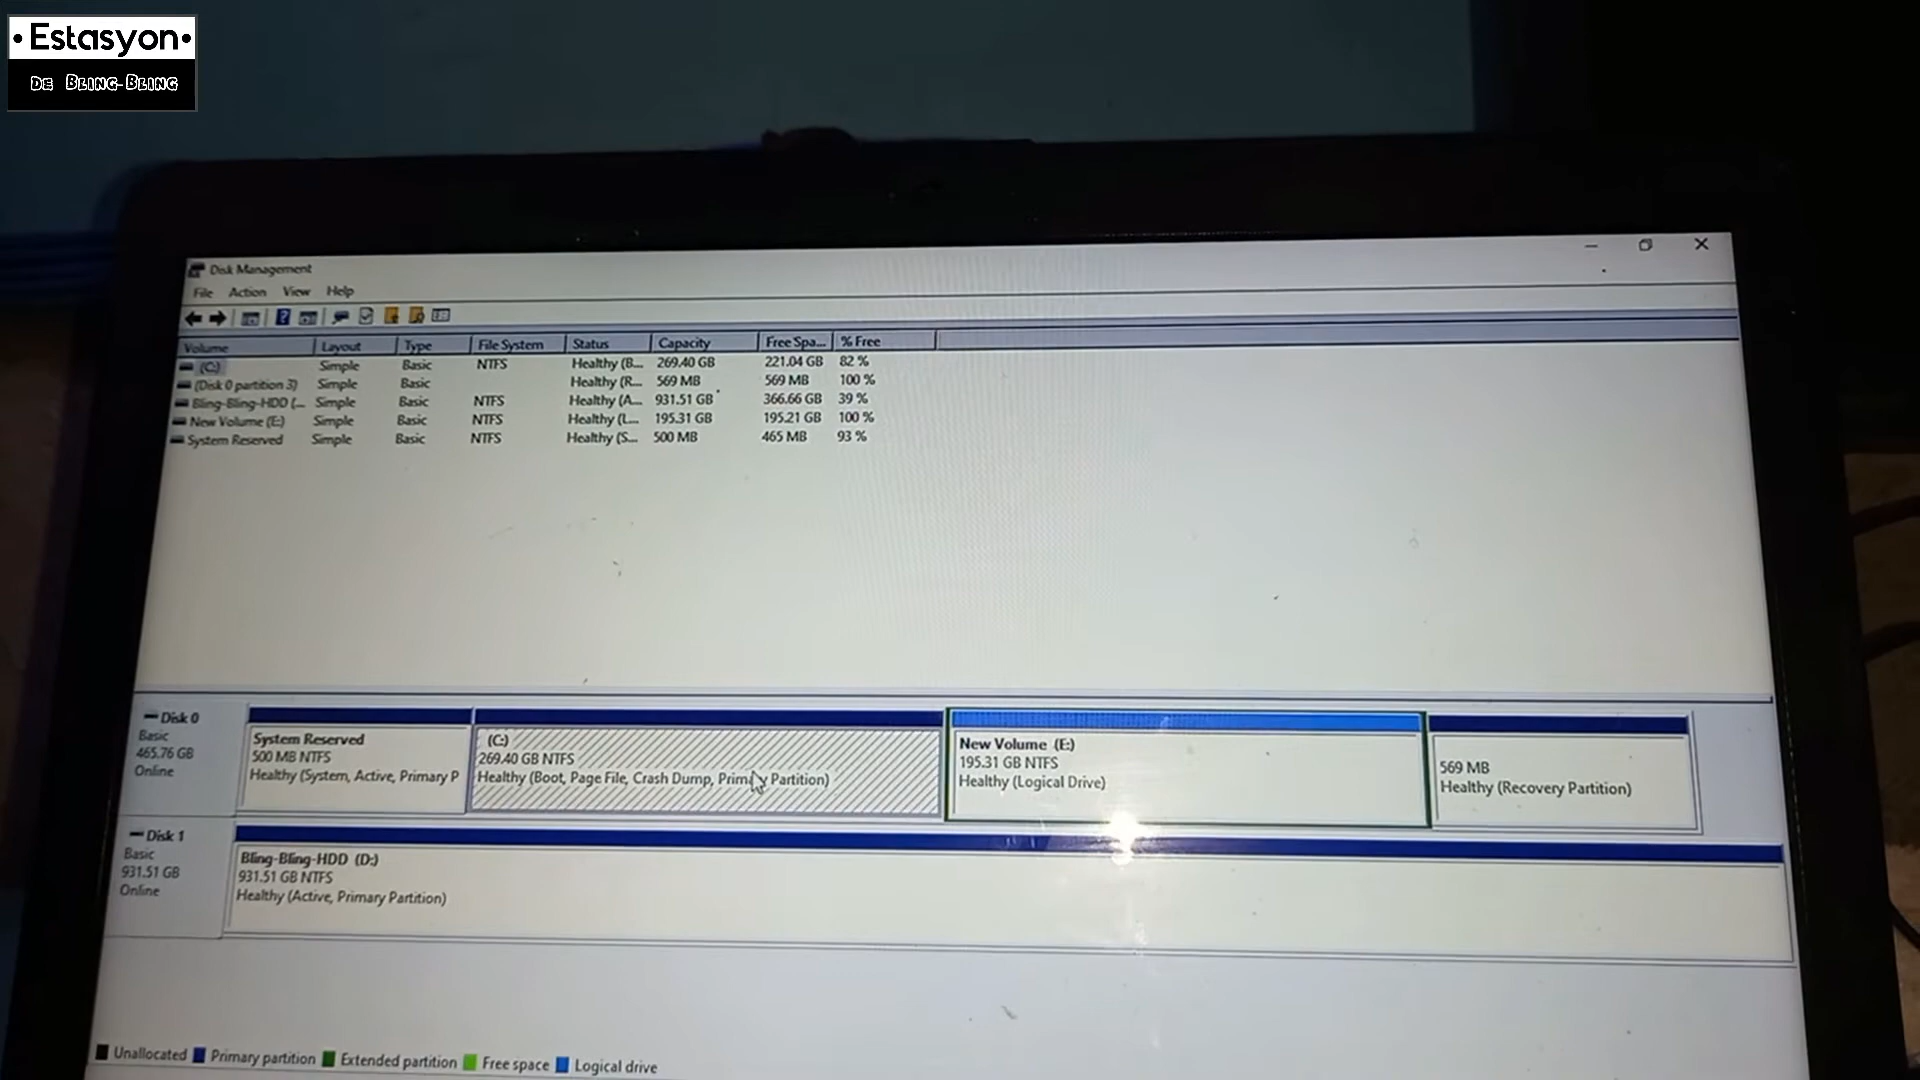 • Estasyon •
De Bling-Bling
Disk Management
File Action View Help
Volume Layout Type File System Status Capacity Free Spa... % Free
(C:) Simple Basic NTFS Healthy (B... 269.40 GB 221.04 GB 82 %
(Disk 0 partition 3) Simple Basic Healthy (R... 569 MB 569 MB 100 %
Bling-Bling-HDD (... Simple Basic NTFS Healthy (A... 931.51 GB 366.66 GB 39 %
New Volume (E:) Simple Basic NTFS Healthy (L... 195.31 GB 195.21 GB 100 %
System Reserved Simple Basic NTFS Healthy (S... 500 MB 465 MB 93 %
Disk 0
Basic
465.76 GB
Online
System Reserved
500 MB NTFS
Healthy (System, Active, Primary P
(C:)
269.40 GB NTFS
Healthy (Boot, Page File, Crash Dump, Primary Partition)
New Volume (E:)
195.31 GB NTFS
Healthy (Logical Drive)
569 MB
Healthy (Recovery Partition)
Disk 1
Basic
931.51 GB
Online
Bling-Bling-HDD (D:)
931.51 GB NTFS
Healthy (Active, Primary Partition)
Unallocated Primary partition Extended partition Free space Logical drive